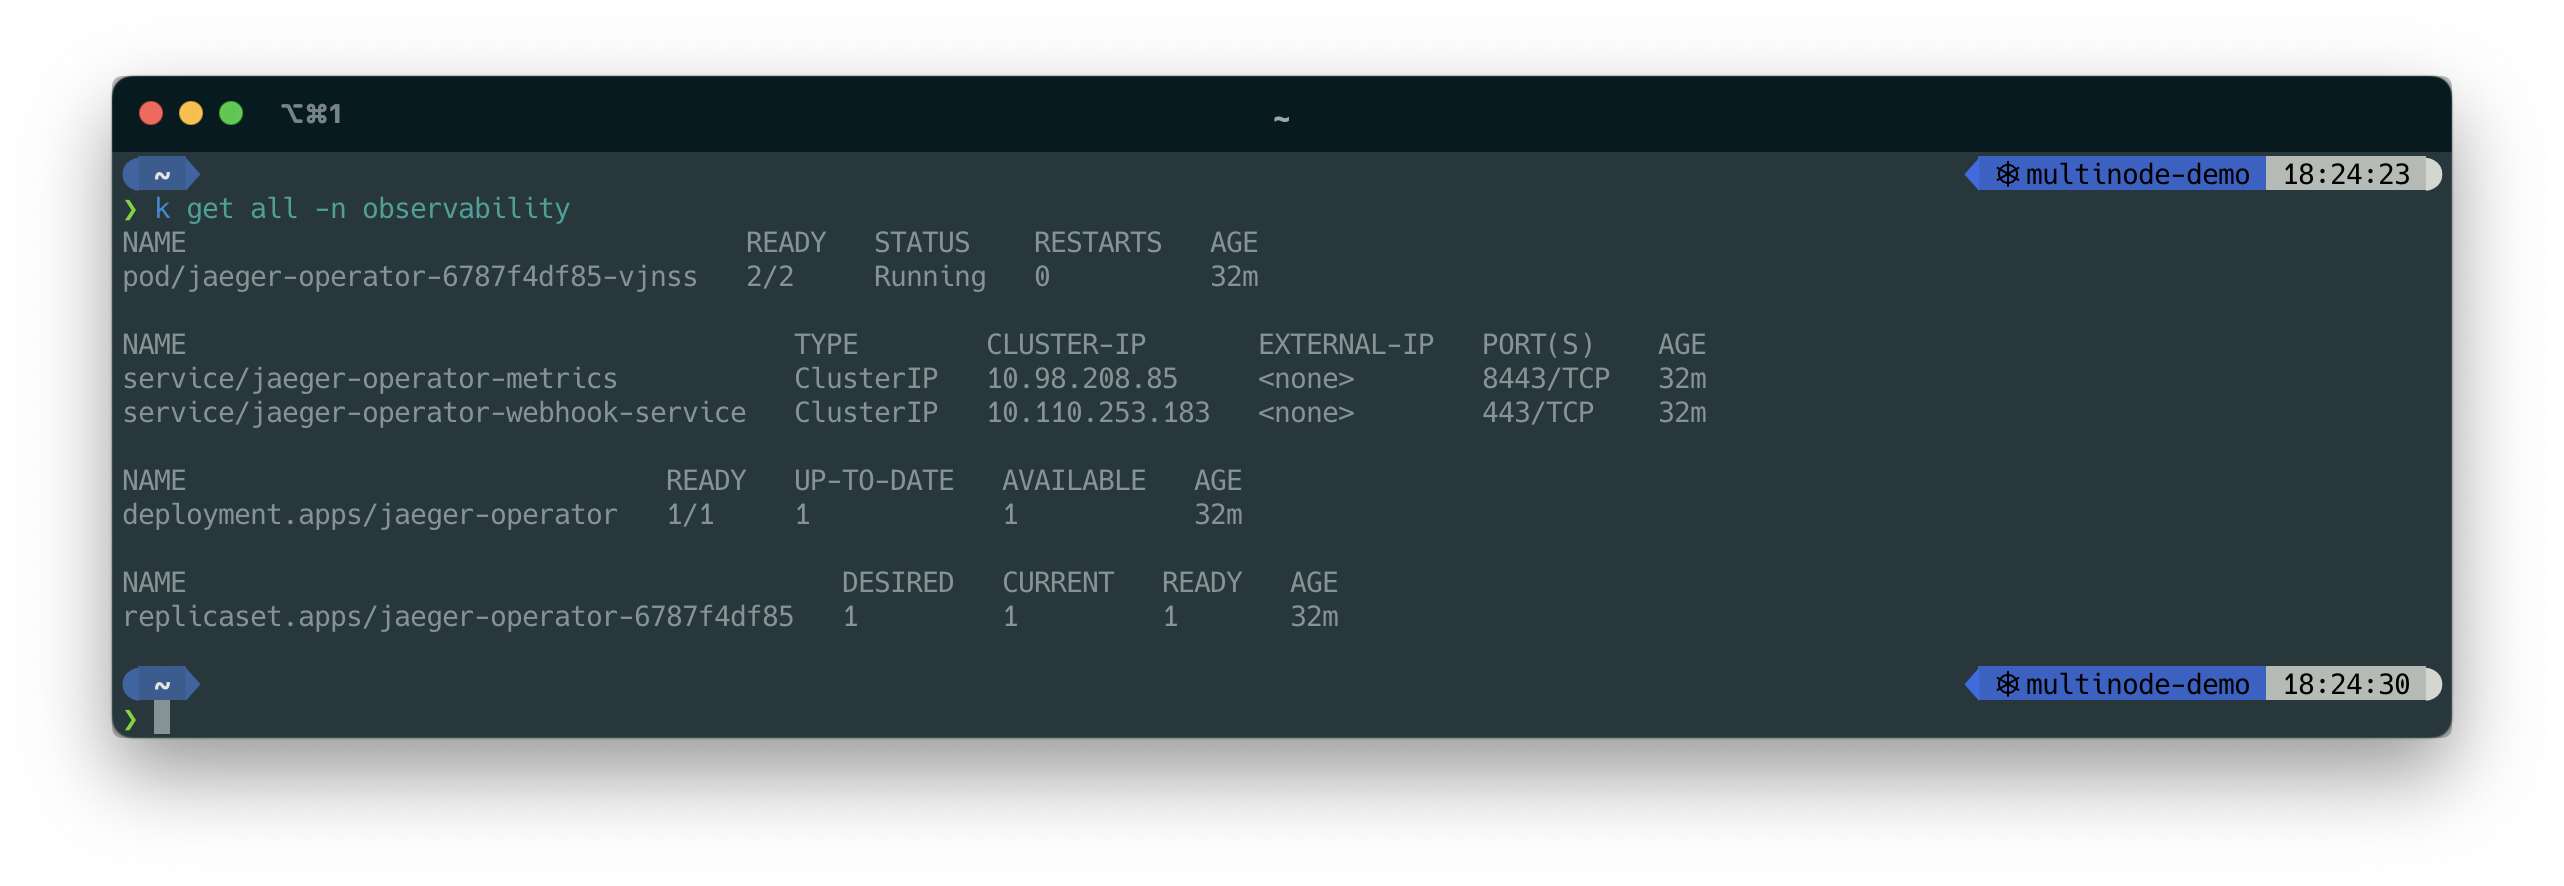 ⌥⌘1 ~
~ ⎈ multinode-demo 18:24:23
❯ k get all -n observability
NAME READY STATUS RESTARTS AGE
pod/jaeger-operator-6787f4df85-vjnss 2/2 Running 0 32m
NAME TYPE CLUSTER-IP EXTERNAL-IP PORT(S) AGE
service/jaeger-operator-metrics ClusterIP 10.98.208.85 <none> 8443/TCP 32m
service/jaeger-operator-webhook-service ClusterIP 10.110.253.183 <none> 443/TCP 32m
NAME READY UP-TO-DATE AVAILABLE AGE
deployment.apps/jaeger-operator 1/1 1 1 32m
NAME DESIRED CURRENT READY AGE
replicaset.apps/jaeger-operator-6787f4df85 1 1 1 32m
~ ⎈ multinode-demo 18:24:30
❯